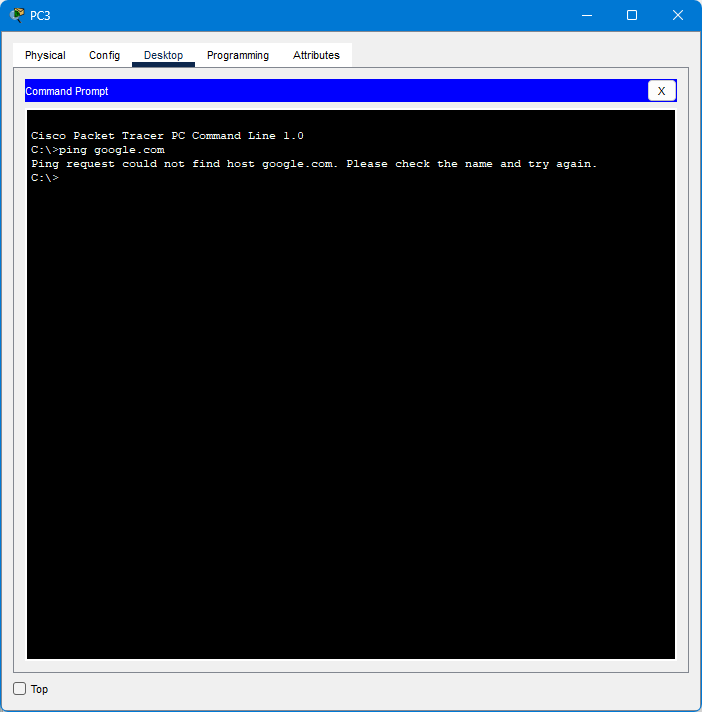 PC3
Physical Config Desktop Programming Attributes
Command Prompt X
Cisco Packet Tracer PC Command Line 1.0
C:\>ping google.com
Ping request could not find host google.com. Please check the name and try again.
C:\>
Top